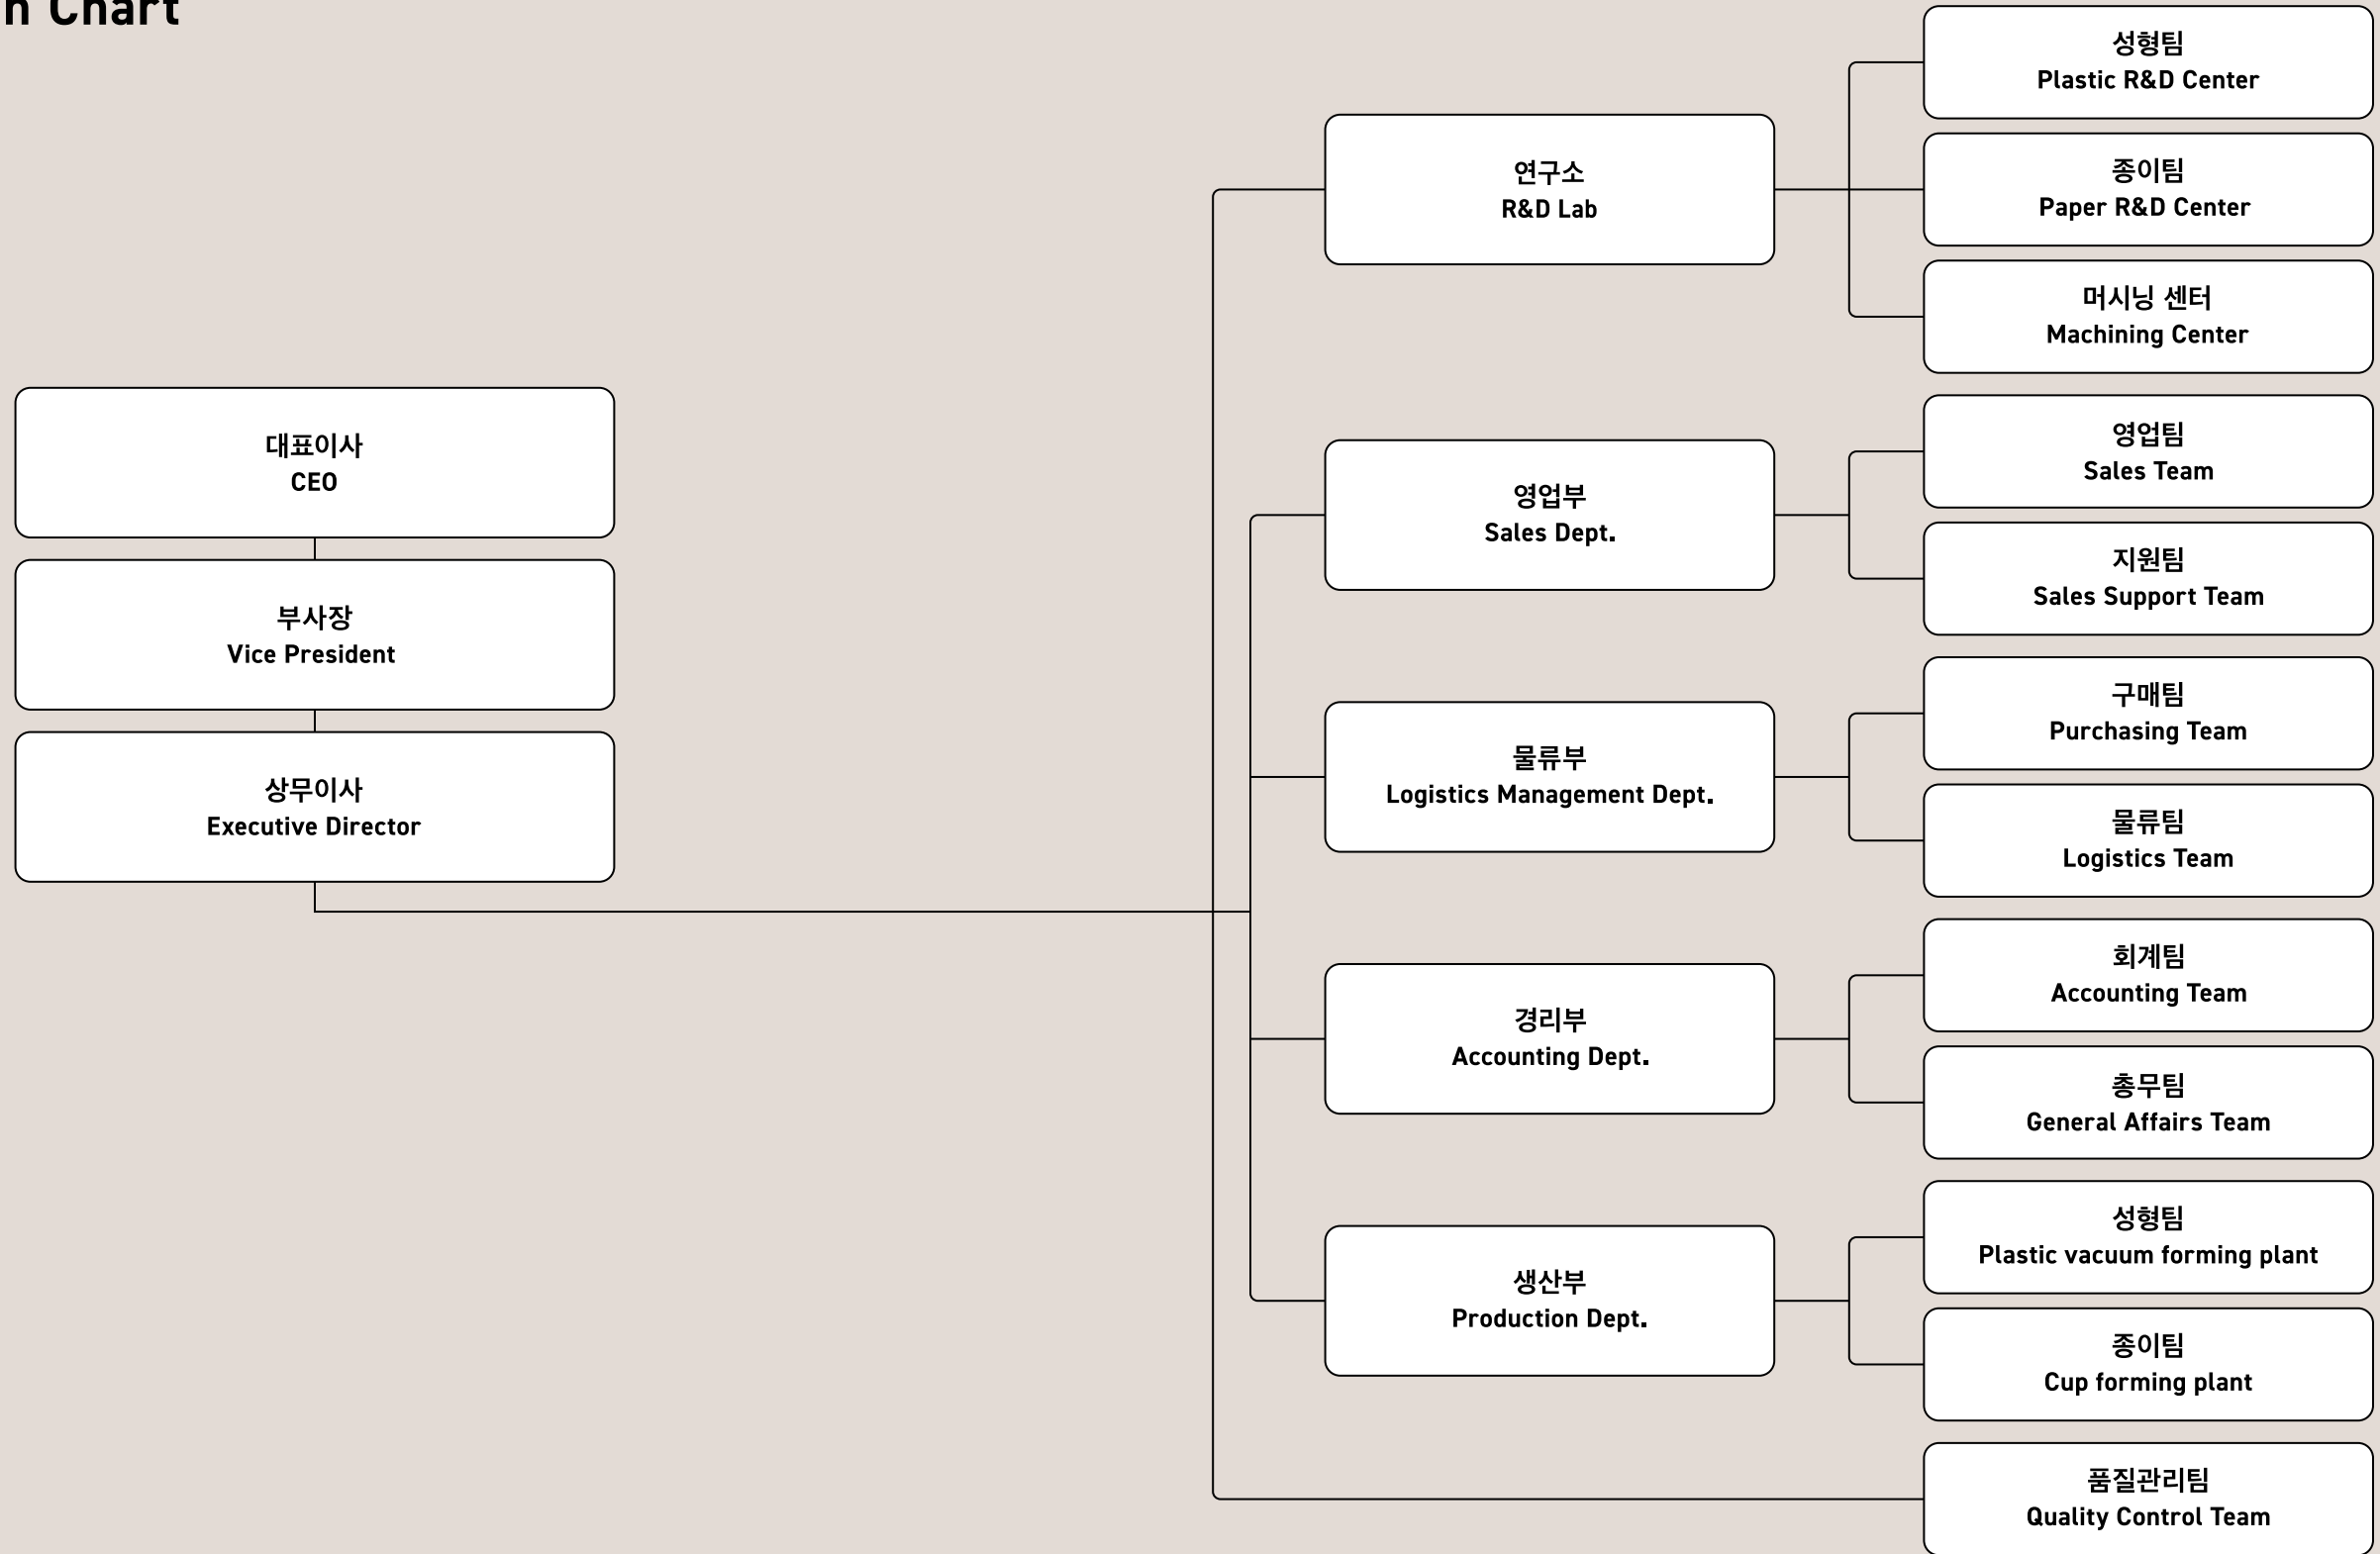 n Chart
대표이사
CEO
부사장
Vice President
상무이사
Executive Director
연구소
R&D Lab
성형팀
Plastic R&D Center
종이팀
Paper R&D Center
머시닝 센터
Machining Center
영업부
Sales Dept.
영업팀
Sales Team
지원팀
Sales Support Team
물류부
Logistics Management Dept.
구매팀
Purchasing Team
물류팀
Logistics Team
경리부
Accounting Dept.
회계팀
Accounting Team
총무팀
General Affairs Team
생산부
Production Dept.
성형팀
Plastic vacuum forming plant
종이팀
Cup forming plant
품질관리팀
Quality Control Team